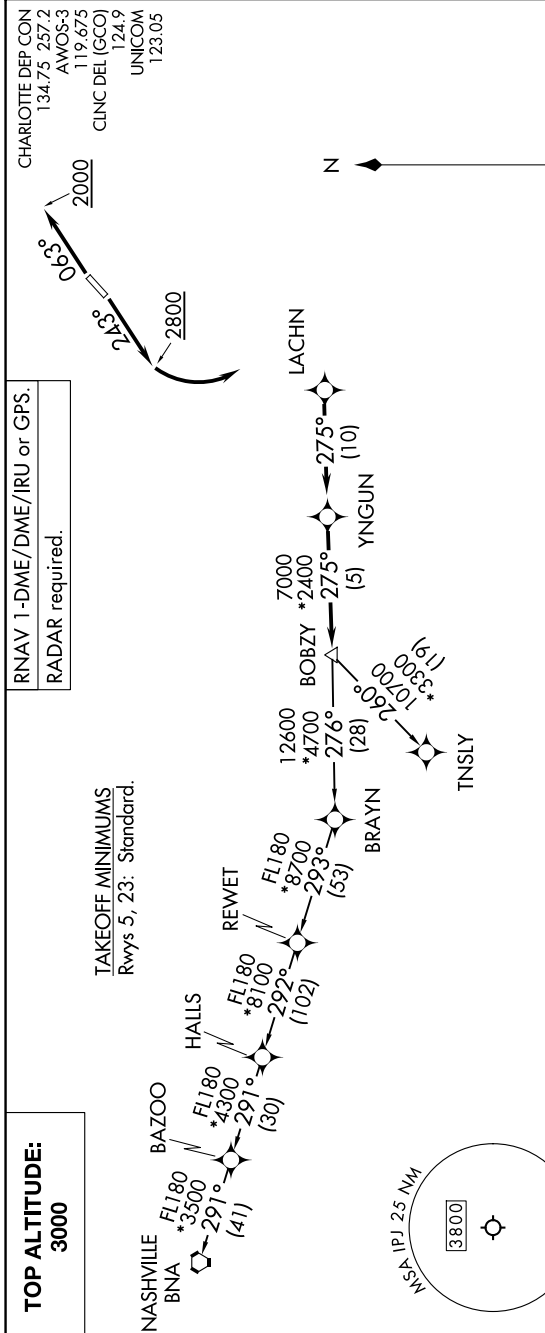 TOP ALTITUDE:
3000
RNAV 1-DME/DME/IRU or GPS.
RADAR required.
CHARLOTTE DEP CON
134.75 257.2
AWOS-3
119.675
CLNC DEL (GCO)
124.9
UNICOM
123.05
TAKEOFF MINIMUMS
Rwys 5, 23: Standard.
063°
2000
243°
2800
N
LACHN
275°
(10)
YNGUN
7000
*2400
275°
(5)
BOBZY
10700
*3300
260°
(19)
TNSLY
12600
*4700
276°
(28)
BRAYN
FL180
*8700
293°
(53)
REWET
FL180
*8100
292°
(102)
HALLS
FL180
*4300
291°
(30)
BAZOO
FL180
*3500
291°
(41)
NASHVILLE
BNA
MSA IPJ 25 NM
3800